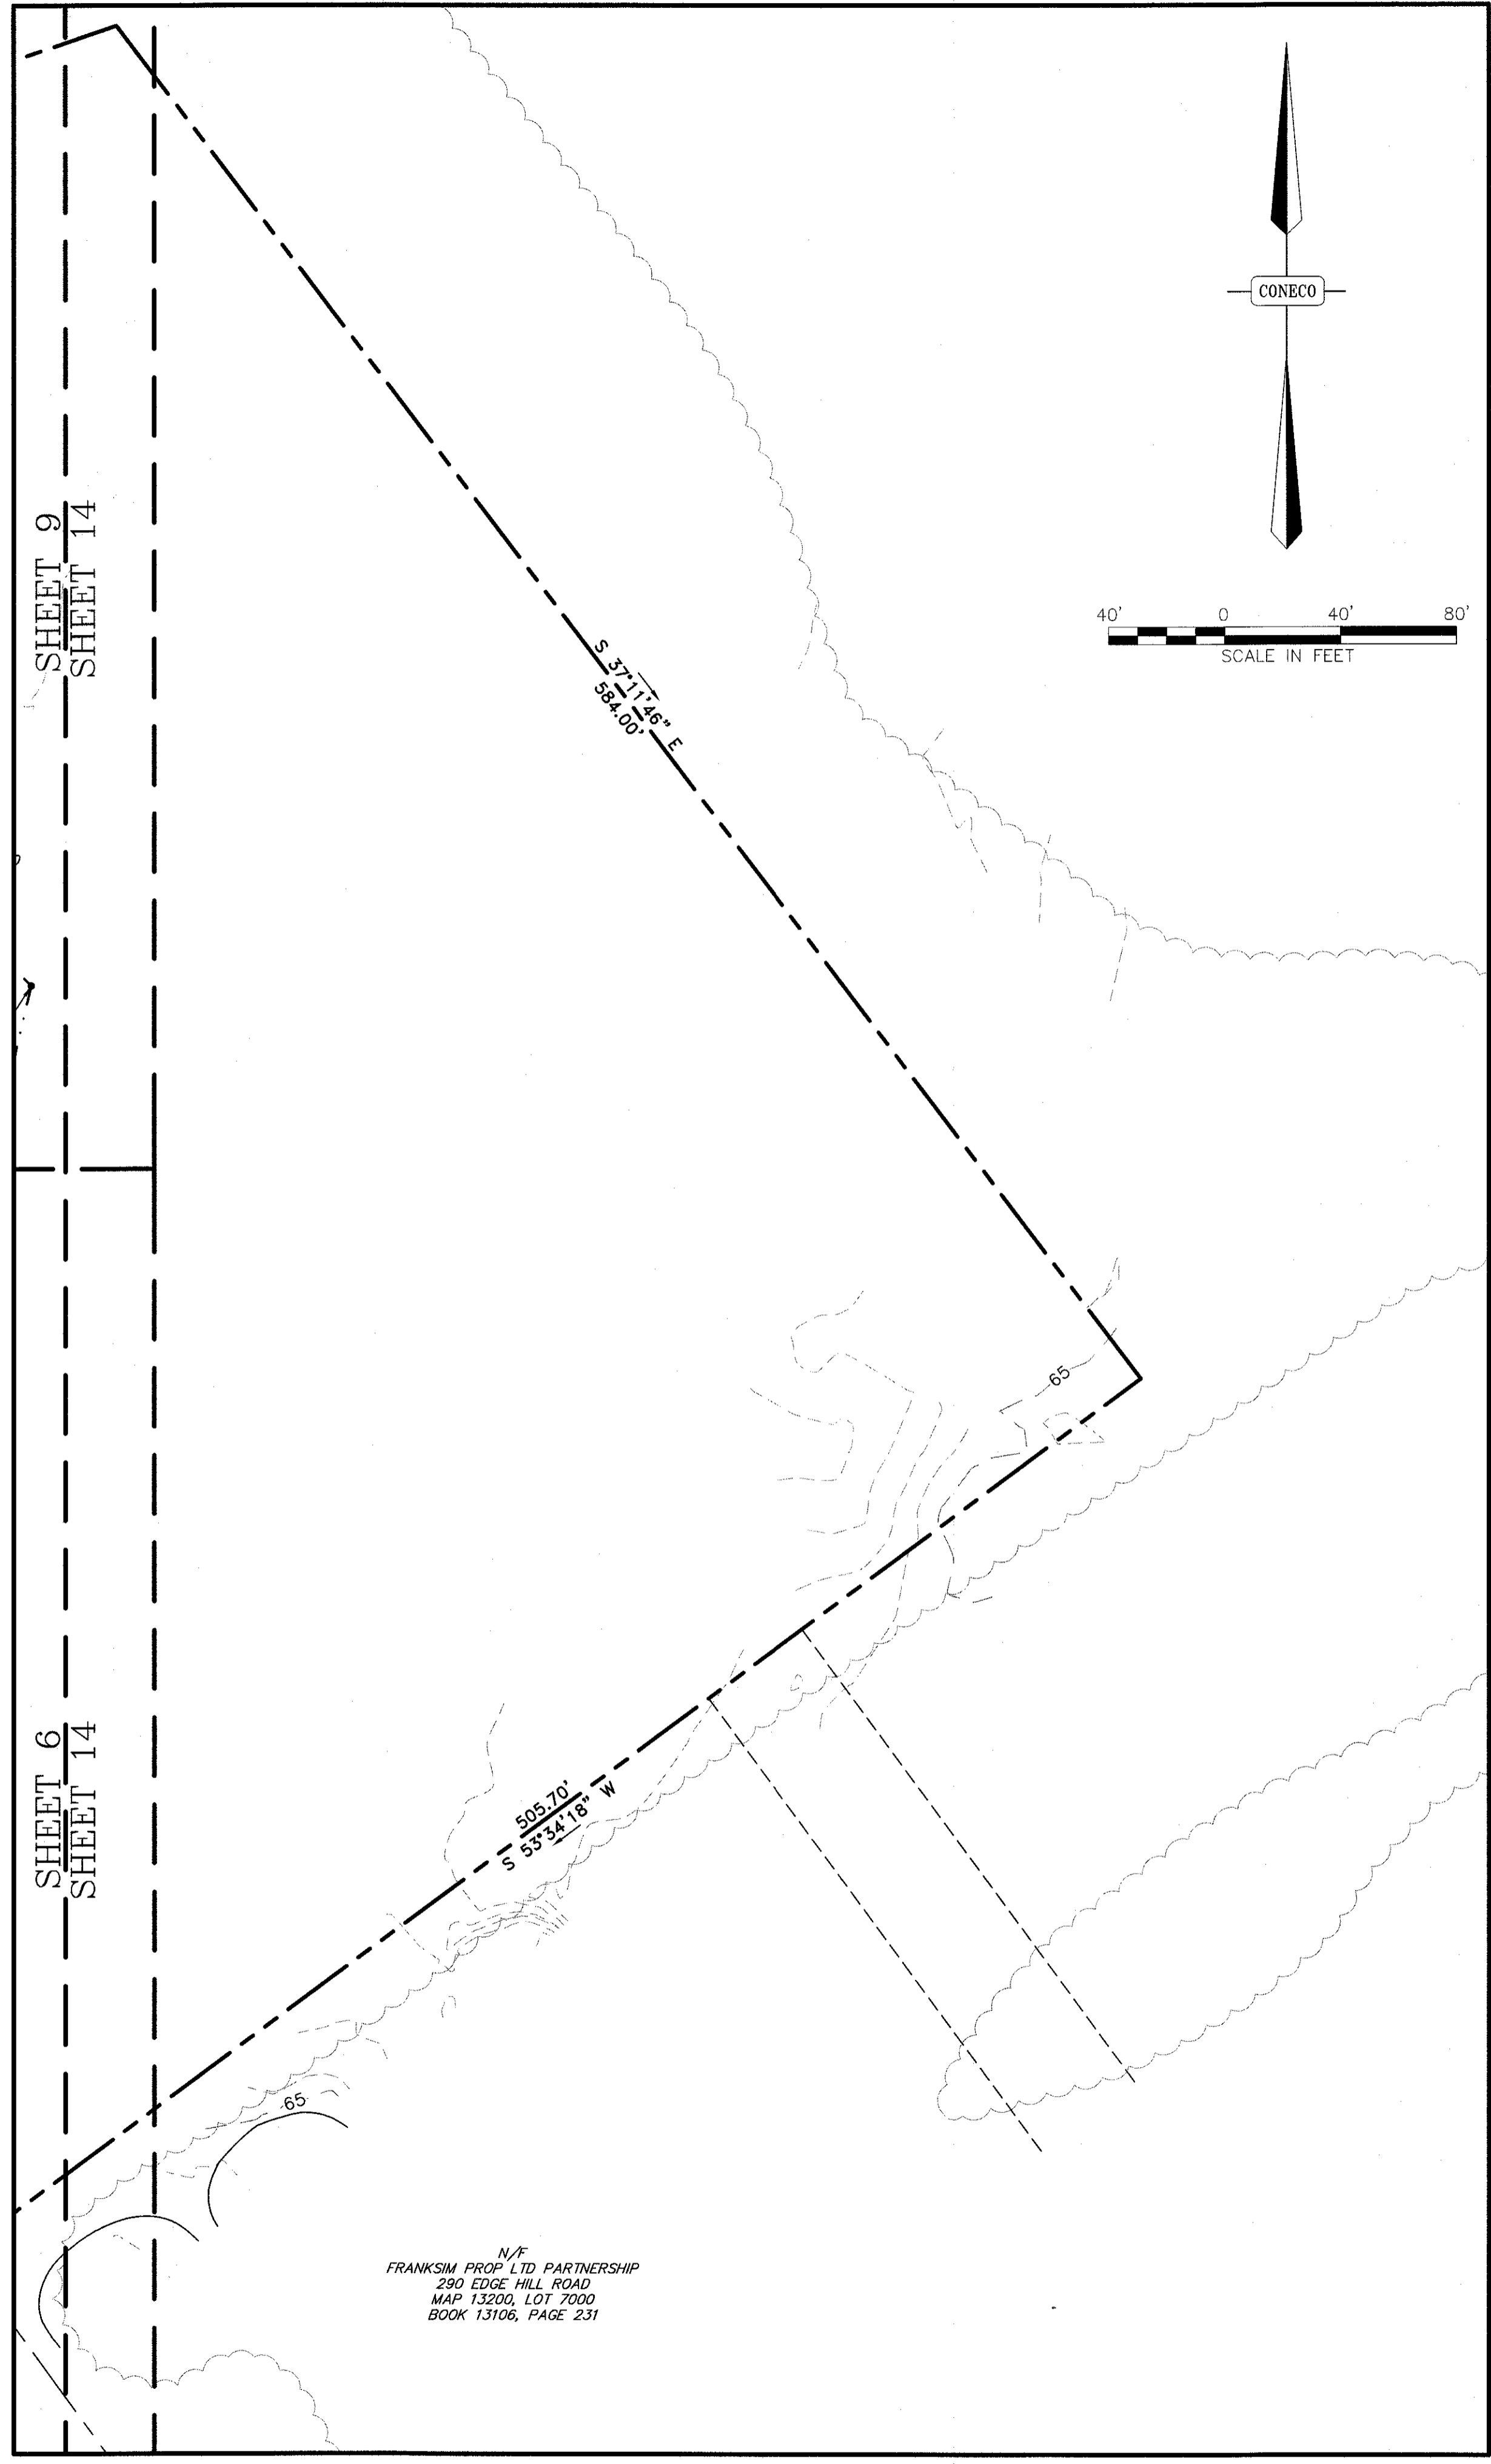 CONECO
40' 0 40' 80'
SCALE IN FEET
SHEET 9
SHEET 14
S 37°11'46" E
584.00'
65
505.70'
S 53°34'18" W
SHEET 6
SHEET 14
65
N/F
FRANKSIM PROP LTD PARTNERSHIP
290 EDGE HILL ROAD
MAP 13200, LOT 7000
BOOK 13106, PAGE 231